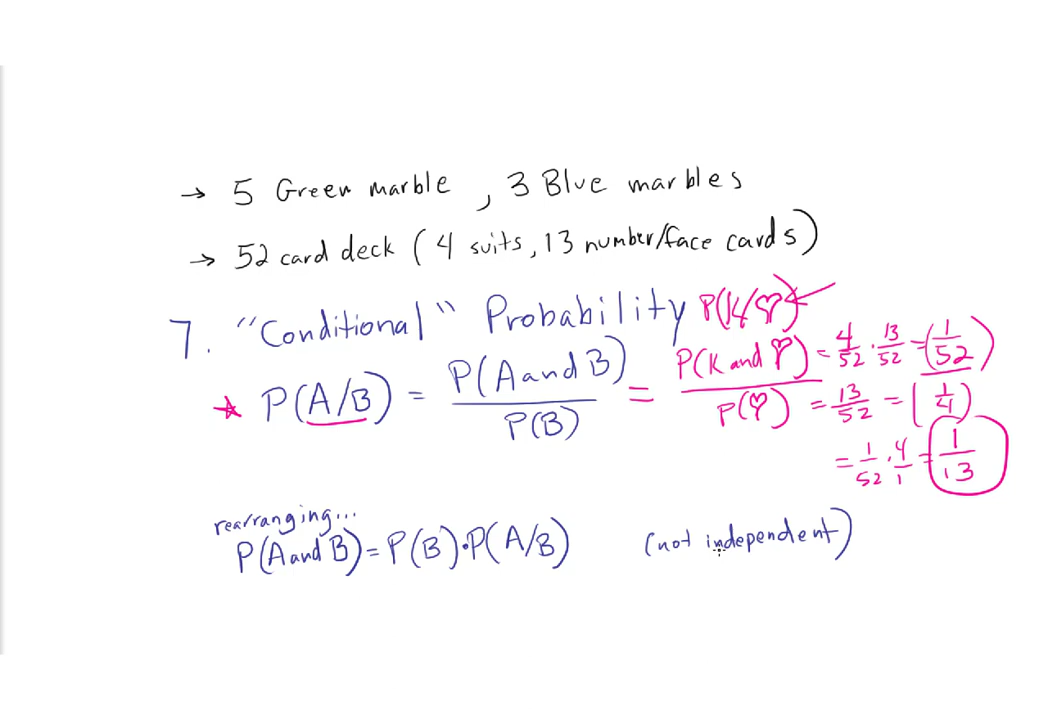 → 5 Green marble , 3 Blue marbles
→ 52 card deck ( 4 suits, 13 number/face cards)
7. "Conditional" Probability P(K/♡)
★ P(A/B) = P(A and B) / P(B) = P(K and ♡) / P(♡)
= 4/52 · 13/52 = (1/52)
= 13/52 = (1/4)
= 1/52 · 4/1 = 1/13
rearranging...
P(A and B) = P(B)·P(A/B) (not independent)